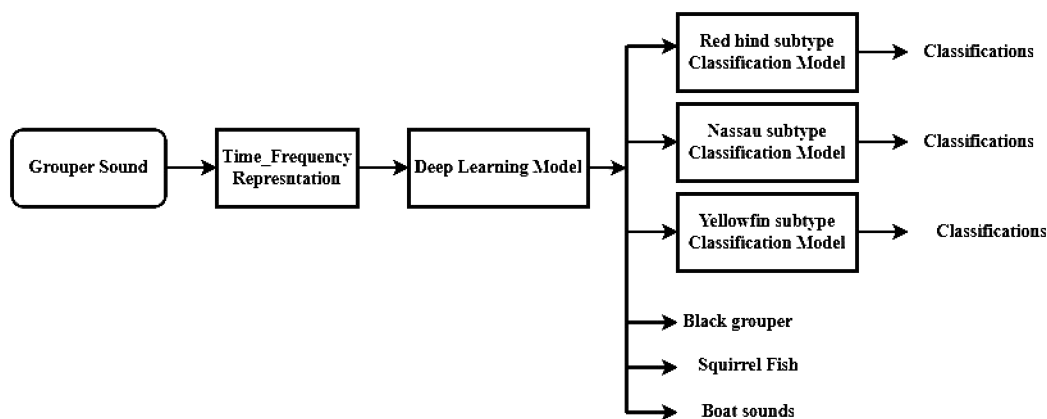 Grouper Sound
Time_Frequency
Represntation
Deep Learning Model
Red hind subtype
Classification Model
Classifications
Nassau subtype
Classification Model
Classifications
Yellowfin subtype
Classification Model
Classifications
Black grouper
Squirrel Fish
Boat sounds